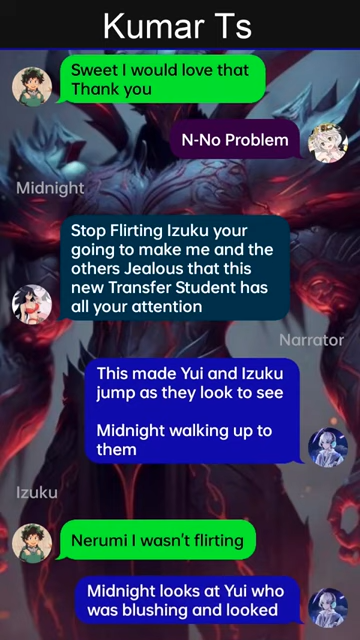 Kumar Ts
Sweet I would love that
Thank you
N-No Problem
Midnight
Stop Flirting Izuku your
going to make me and the
others Jealous that this
new Transfer Student has
all your attention
Narrator
This made Yui and Izuku
jump as they look to see
Midnight walking up to
them
Izuku
Nerumi I wasn't flirting
Midnight looks at Yui who
was blushing and looked